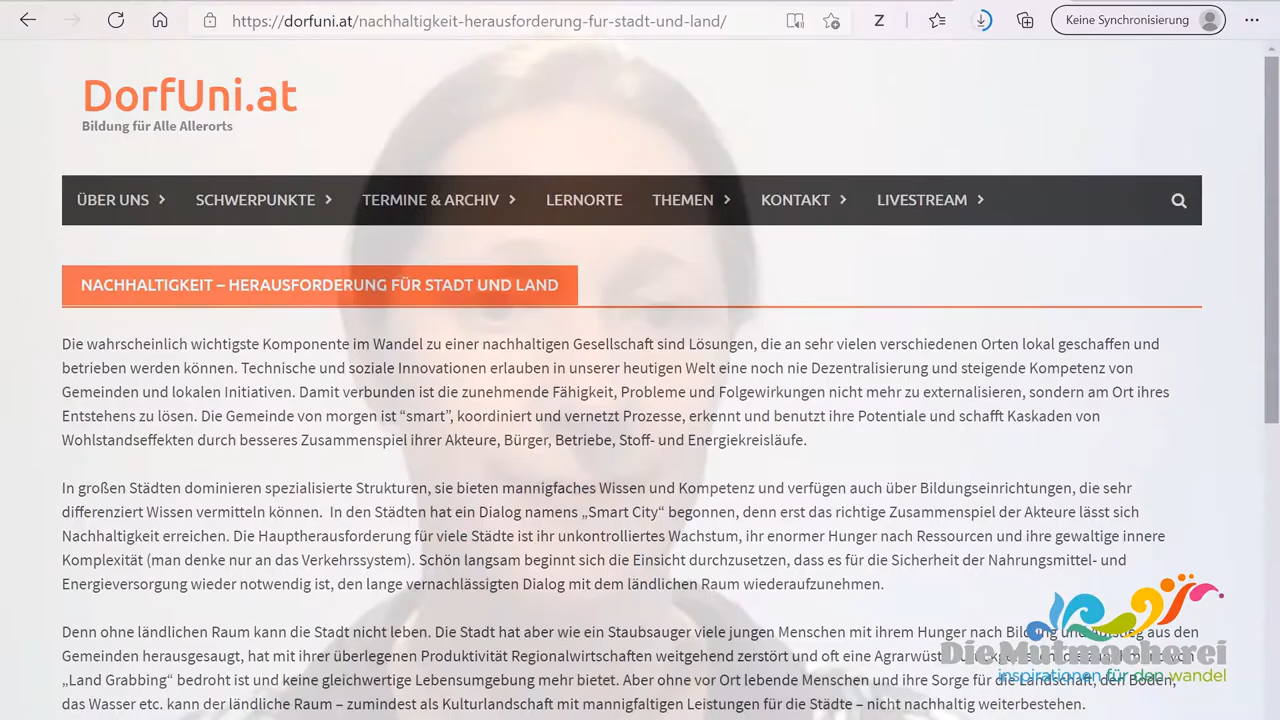 https://dorfuni.at/nachhaltigkeit-herausforderung-fur-stadt-und-land/
Z
Keine Synchronisierung
DorfUni.at
Bildung für Alle Allerorts
ÜBER UNS
SCHWERPUNKTE
TERMINE & ARCHIV
LERNORTE
THEMEN
KONTAKT
LIVESTREAM
NACHHALTIGKEIT – HERAUSFORDERUNG FÜR STADT UND LAND
Die wahrscheinlich wichtigste Komponente im Wandel zu einer nachhaltigen Gesellschaft sind Lösungen, die an sehr vielen verschiedenen Orten lokal geschaffen und
betrieben werden können. Technische und soziale Innovationen erlauben in unserer heutigen Welt eine noch nie Dezentralisierung und steigende Kompetenz von
Gemeinden und lokalen Initiativen. Damit verbunden ist die zunehmende Fähigkeit, Probleme und Folgewirkungen nicht mehr zu externalisieren, sondern am Ort ihres
Entstehens zu lösen. Die Gemeinde von morgen ist “smart”, koordiniert und vernetzt Prozesse, erkennt und benutzt ihre Potentiale und schafft Kaskaden von
Wohlstandseffekten durch besseres Zusammenspiel ihrer Akteure, Bürger, Betriebe, Stoff- und Energiekreisläufe.
In großen Städten dominieren spezialisierte Strukturen, sie bieten mannigfaches Wissen und Kompetenz und verfügen auch über Bildungseinrichtungen, die sehr
differenziert Wissen vermitteln können. In den Städten hat ein Dialog namens „Smart City“ begonnen, denn erst das richtige Zusammenspiel der Akteure lässt sich
Nachhaltigkeit erreichen. Die Hauptherausforderung für viele Städte ist ihr unkontrolliertes Wachstum, ihr enormer Hunger nach Ressourcen und ihre gewaltige innere
Komplexität (man denke nur an das Verkehrssystem). Schön langsam beginnt sich die Einsicht durchzusetzen, dass es für die Sicherheit der Nahrungsmittel- und
Energieversorgung wieder notwendig ist, den lange vernachlässigten Dialog mit dem ländlichen Raum wiederaufzunehmen.
Denn ohne ländlichen Raum kann die Stadt nicht leben. Die Stadt hat aber wie ein Staubsauger viele jungen Menschen mit ihrem Hunger nach Bildung und Aufstieg aus den
Gemeinden herausgesaugt, hat mit ihrer überlegenen Produktivität Regionalwirtschaften weitgehend zerstört und oft eine
„Land Grabbing“ bedroht ist und keine gleichwertige Lebensumgebung mehr bietet. Aber ohne vor Ort lebende Menschen und ihre Sorge für die Landschaft, den Boden,
das Wasser etc. kann der ländliche Raum – zumindest als Kulturlandschaft mit mannigfaltigen Leistungen für die Städte – nicht nachhaltig weiterbestehen.
DieMutmacherei
inspirationen für den wandel